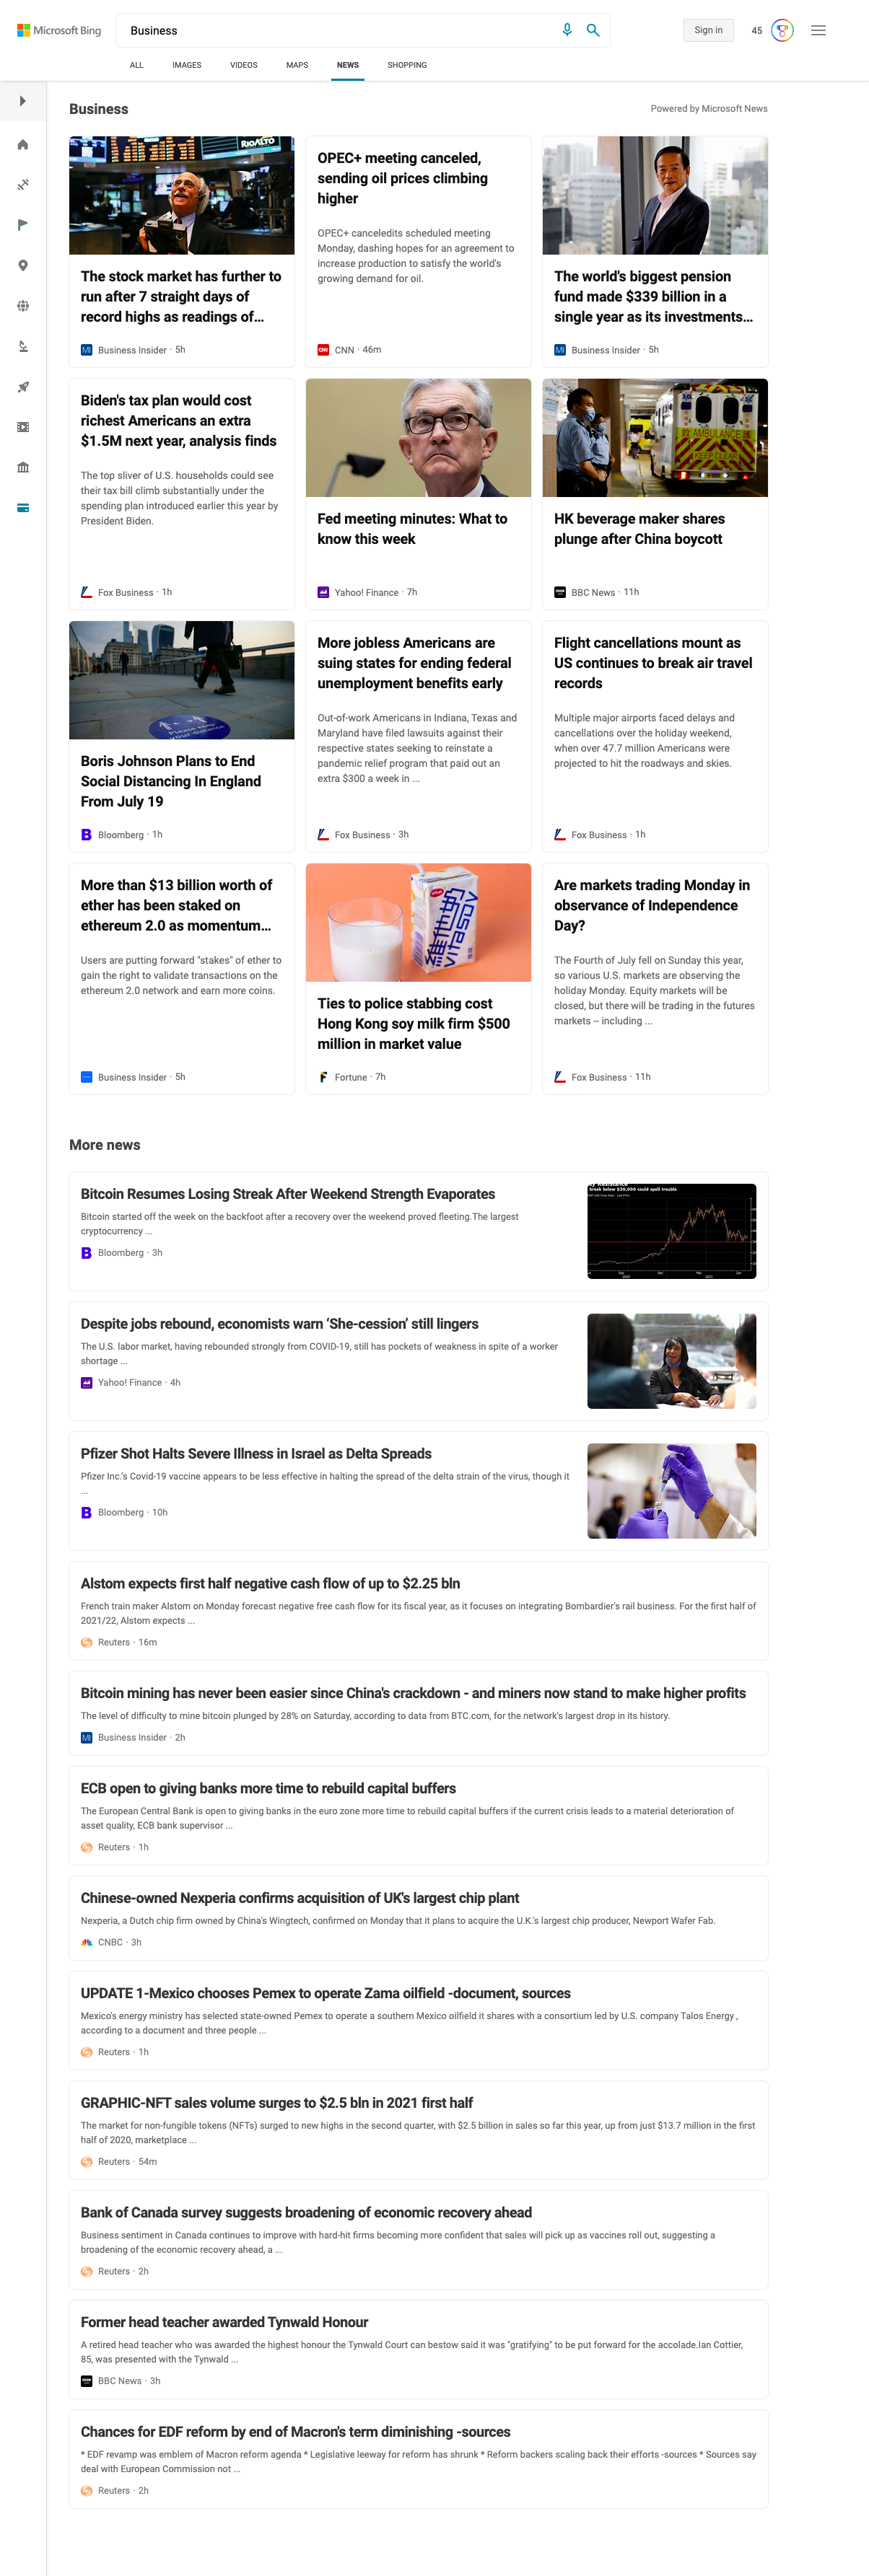 Microsoft Bing
Business
Sign in
45
ALL
IMAGES
VIDEOS
MAPS
NEWS
SHOPPING
Business
Powered by Microsoft News
RIALTO
The stock market has further to
run after 7 straight days of
record highs as readings of...
Business Insider · 5h
OPEC+ meeting canceled,
sending oil prices climbing
higher
OPEC+ canceledits scheduled meeting
Monday, dashing hopes for an agreement to
increase production to satisfy the world's
growing demand for oil.
CNN · 46m
The world's biggest pension
fund made $339 billion in a
single year as its investments...
Business Insider · 5h
Biden's tax plan would cost
richest Americans an extra
$1.5M next year, analysis finds
The top sliver of U.S. households could see
their tax bill climb substantially under the
spending plan introduced earlier this year by
President Biden.
Fox Business · 1h
Fed meeting minutes: What to
know this week
Yahoo! Finance · 7h
AMBULANCE
KEEP CLEAR
HK beverage maker shares
plunge after China boycott
BBC News · 11h
Please keep
your distance
Boris Johnson Plans to End
Social Distancing In England
From July 19
Bloomberg · 1h
More jobless Americans are
suing states for ending federal
unemployment benefits early
Out-of-work Americans in Indiana, Texas and
Maryland have filed lawsuits against their
respective states seeking to reinstate a
pandemic relief program that paid out an
extra $300 a week in ...
Fox Business · 3h
Flight cancellations mount as
US continues to break air travel
records
Multiple major airports faced delays and
cancellations over the holiday weekend,
when over 47.7 million Americans were
projected to hit the roadways and skies.
Fox Business · 1h
More than $13 billion worth of
ether has been staked on
ethereum 2.0 as momentum...
Users are putting forward "stakes" of ether to
gain the right to validate transactions on the
ethereum 2.0 network and earn more coins.
Business Insider · 5h
維他奶
VITASOY
Ties to police stabbing cost
Hong Kong soy milk firm $500
million in market value
Fortune · 7h
Are markets trading Monday in
observance of Independence
Day?
The Fourth of July fell on Sunday this year,
so various U.S. markets are observing the
holiday Monday. Equity markets will be
closed, but there will be trading in the futures
markets – including ...
Fox Business · 11h
More news
Bitcoin Resumes Losing Streak After Weekend Strength Evaporates
Bitcoin started off the week on the backfoot after a recovery over the weekend proved fleeting.The largest
cryptocurrency ...
Bloomberg · 3h
break below $30,000 could spell trouble
Despite jobs rebound, economists warn ‘She-cession’ still lingers
The U.S. labor market, having rebounded strongly from COVID-19, still has pockets of weakness in spite of a worker
shortage ...
Yahoo! Finance · 4h
Pfizer Shot Halts Severe Illness in Israel as Delta Spreads
Pfizer Inc.’s Covid-19 vaccine appears to be less effective in halting the spread of the delta strain of the virus, though it
...
Bloomberg · 10h
Alstom expects first half negative cash flow of up to $2.25 bln
French train maker Alstom on Monday forecast negative free cash flow for its fiscal year, as it focuses on integrating Bombardier's rail business. For the first half of
2021/22, Alstom expects ...
Reuters · 16m
Bitcoin mining has never been easier since China's crackdown - and miners now stand to make higher profits
The level of difficulty to mine bitcoin plunged by 28% on Saturday, according to data from BTC.com, for the network's largest drop in its history.
Business Insider · 2h
ECB open to giving banks more time to rebuild capital buffers
The European Central Bank is open to giving banks in the euro zone more time to rebuild capital buffers if the current crisis leads to a material deterioration of
asset quality, ECB bank supervisor ...
Reuters · 1h
Chinese-owned Nexperia confirms acquisition of UK's largest chip plant
Nexperia, a Dutch chip firm owned by China's Wingtech, confirmed on Monday that it plans to acquire the U.K.'s largest chip producer, Newport Wafer Fab.
CNBC · 3h
UPDATE 1-Mexico chooses Pemex to operate Zama oilfield -document, sources
Mexico's energy ministry has selected state-owned Pemex to operate a southern Mexico oilfield it shares with a consortium led by U.S. company Talos Energy ,
according to a document and three people ...
Reuters · 1h
GRAPHIC-NFT sales volume surges to $2.5 bln in 2021 first half
The market for non-fungible tokens (NFTs) surged to new highs in the second quarter, with $2.5 billion in sales so far this year, up from just $13.7 million in the first
half of 2020, marketplace ...
Reuters · 54m
Bank of Canada survey suggests broadening of economic recovery ahead
Business sentiment in Canada continues to improve with hard-hit firms becoming more confident that sales will pick up as vaccines roll out, suggesting a
broadening of the economic recovery ahead, a ...
Reuters · 2h
Former head teacher awarded Tynwald Honour
A retired head teacher who was awarded the highest honour the Tynwald Court can bestow said it was "gratifying" to be put forward for the accolade.Ian Cottier,
85, was presented with the Tynwald ...
BBC News · 3h
Chances for EDF reform by end of Macron's term diminishing -sources
* EDF revamp was emblem of Macron reform agenda * Legislative leeway for reform has shrunk * Reform backers scaling back their efforts -sources * Sources say
deal with European Commission not ...
Reuters · 2h